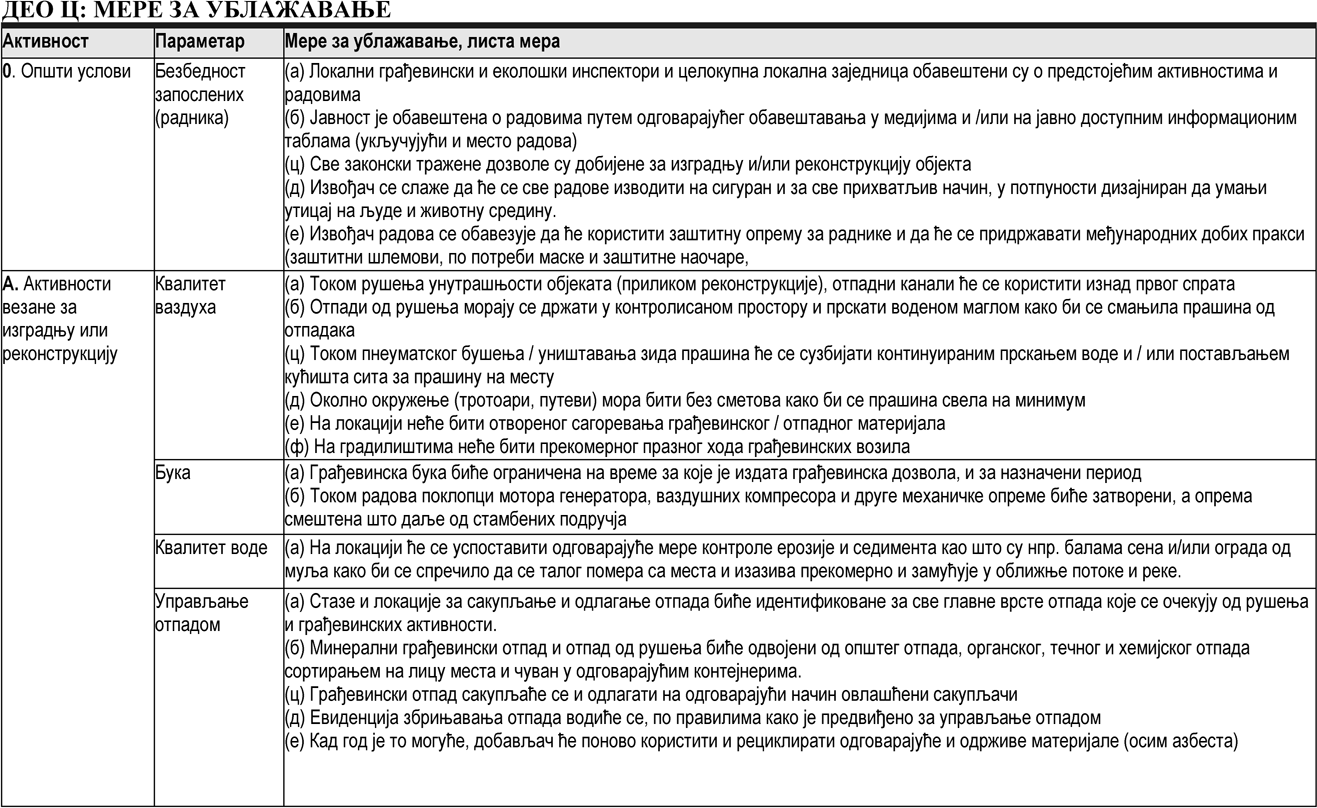 ДЕО Ц: МЕРЕ ЗА УБЛАЖАВАЊЕ
Активност
Параметар
Мере за ублажавање, листа мера
0. Општи услови
Безбедност
запослених
(радника)
(а) Локални грађевински и еколошки инспектори и целокупна локална заједница обавештени су о предстојећим активностима и
радовима
(б) Јавност је обавештена о радовима путем одговарајућег обавештавања у медијима и /или на јавно доступним информационим
таблама (укључујући и место радова)
(ц) Све законски тражене дозволе су добијене за изградњу и/или реконструкцију објекта
(д) Извођач се слаже да ће се све радове изводити на сигуран и за све прихватљив начин, у потпуности дизајниран да умањи
утицај на људе и животну средину.
(е) Извођач радова се обавезује да ће користити заштитну опрему за раднике и да ће се придржавати међународних добих пракси
(заштитни шлемови, по потреби маске и заштитне наочаре,
А. Активности
везане за
изградњу или
реконструкцију
Квалитет
ваздуха
(а) Током рушења унутрашњости објеката (приликом реконструкције), отпадни канали ће се користити изнад првог спрата
(б) Отпади од рушења морају се држати у контролисаном простору и прскати воденом маглом како би се смањила прашина од
отпадака
(ц) Током пнеуматског бушења / уништавања зида прашина ће се сузбијати континуираним прскањем воде и / или постављањем
кућишта сита за прашину на месту
(д) Околно окружење (тротоари, путеви) мора бити без сметова како би се прашина свела на минимум
(е) На локацији неће бити отвореног сагоревања грађевинског / отпадног материјала
(ф) На градилиштима неће бити прекомерног празног хода грађевинских возила
Бука
(а) Грађевинска бука биће ограничена на време за које је издата грађевинска дозвола, и за назначени период
(б) Током радова поклопци мотора генератора, ваздушних компресора и друге механичке опреме биће затворени, а опрема
смештена што даље од стамбених подручја
Квалитет воде
(а) На локацији ће се успоставити одговарајуће мере контроле ерозије и седимента као што су нпр. балама сена и/или ограда од
муља како би се спречило да се талог помера са места и изазива прекомерно и замућује у оближње потоке и реке.
Управљање
отпадом
(а) Стазе и локације за сакупљање и одлагање отпада биће идентификоване за све главне врсте отпада које се очекују од рушења
и грађевинских активности.
(б) Минерални грађевински отпад и отпад од рушења биће одвојени од општег отпада, органског, течног и хемијског отпада
сортирањем на лицу места и чуван у одговарајућим контејнерима.
(ц) Грађевински отпад сакупљаће се и одлагати на одговарајући начин овлашћени сакупљачи
(д) Евиденција збрињавања отпада водиће се, по правилима како је предвиђено за управљање отпадом
(е) Кад год је то могуће, добављач ће поново користити и рециклирати одговарајуће и одрживе материјале (осим азбеста)